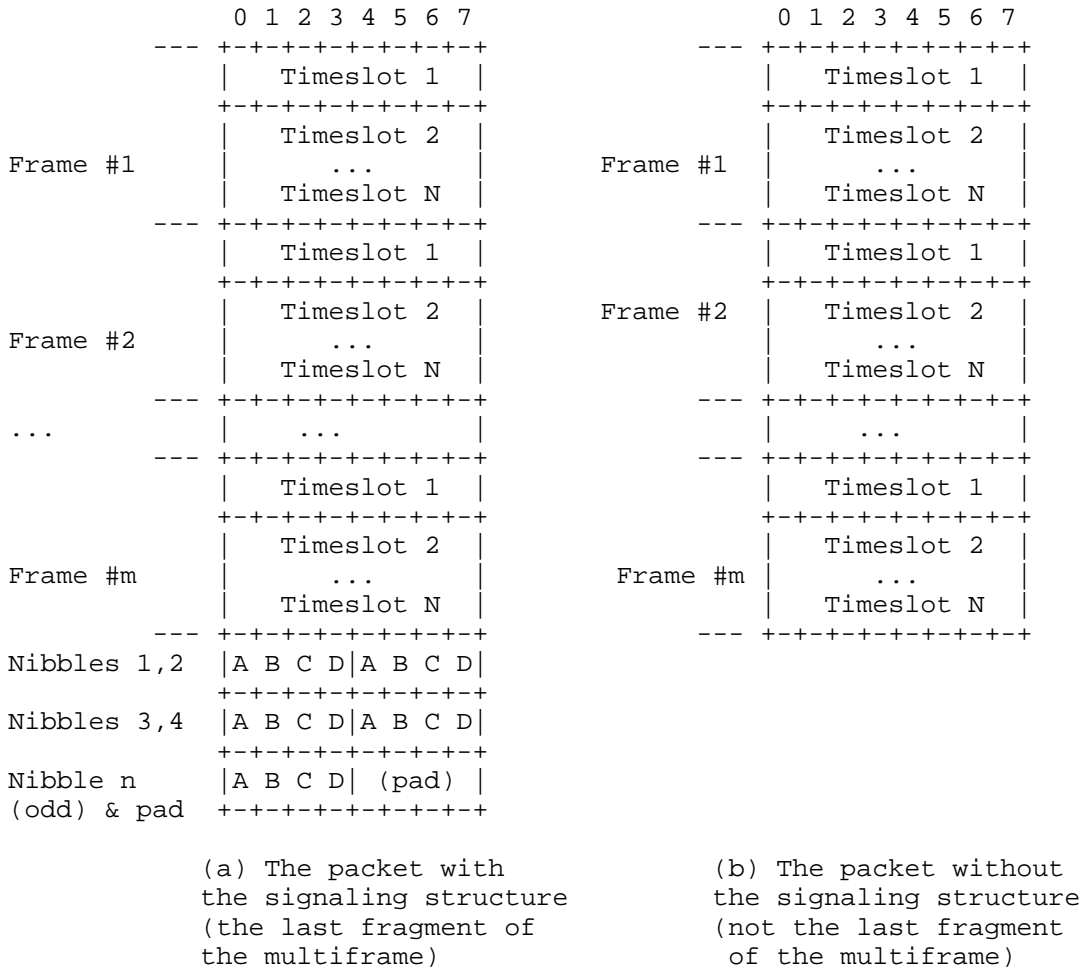 0 1 2 3 4 5 6 7                    0 1 2 3 4 5 6 7
          --- +-+-+-+-+-+-+-+-+              --- +-+-+-+-+-+-+-+-+
              |   Timeslot 1  |                  |   Timeslot 1  |
              +-+-+-+-+-+-+-+-+                  +-+-+-+-+-+-+-+-+
              |   Timeslot 2  |                  |   Timeslot 2  |
Frame #1      |      ...      |        Frame #1  |      ...      |
              |   Timeslot N  |                  |   Timeslot N  |
          --- +-+-+-+-+-+-+-+-+              --- +-+-+-+-+-+-+-+-+
              |   Timeslot 1  |                  |   Timeslot 1  |
              +-+-+-+-+-+-+-+-+                  +-+-+-+-+-+-+-+-+
              |   Timeslot 2  |        Frame #2  |   Timeslot 2  |
Frame #2      |      ...      |                  |      ...      |
              |   Timeslot N  |                  |   Timeslot N  |
          --- +-+-+-+-+-+-+-+-+              --- +-+-+-+-+-+-+-+-+
...           |    ...        |                  |     ...       |
          --- +-+-+-+-+-+-+-+-+              --- +-+-+-+-+-+-+-+-+
              |   Timeslot 1  |                  |   Timeslot 1  |
              +-+-+-+-+-+-+-+-+                  +-+-+-+-+-+-+-+-+
              |   Timeslot 2  |                  |   Timeslot 2  |
Frame #m      |      ...      |         Frame #m |      ...      |
              |   Timeslot N  |                  |   Timeslot N  |
          --- +-+-+-+-+-+-+-+-+              --- +-+-+-+-+-+-+-+-+
Nibbles 1,2   |A B C D|A B C D|
              +-+-+-+-+-+-+-+-+
Nibbles 3,4   |A B C D|A B C D|
              +-+-+-+-+-+-+-+-+
Nibble n      |A B C D| (pad) |
(odd) & pad   +-+-+-+-+-+-+-+-+
             (a) The packet with              (b) The packet without
             the signaling structure          the signaling structure
             (the last fragment of            (not the last fragment
             the multiframe)                   of the multiframe)